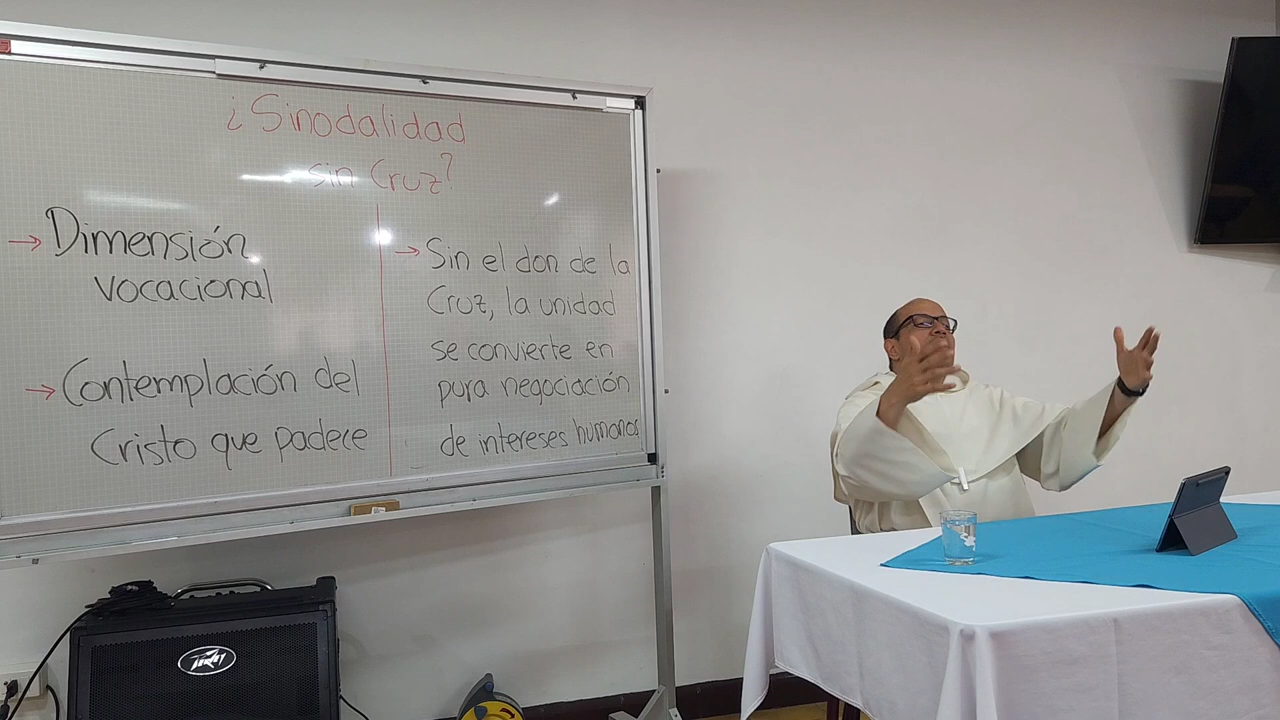 ¿Sinodalidad
sin Cruz?
→ Dimensión
vocacional
→ Contemplación del
Cristo que padece
→ Sin el don de la
Cruz, la unidad
se convierte en
pura negociación
de intereses humanos
PEAVEY